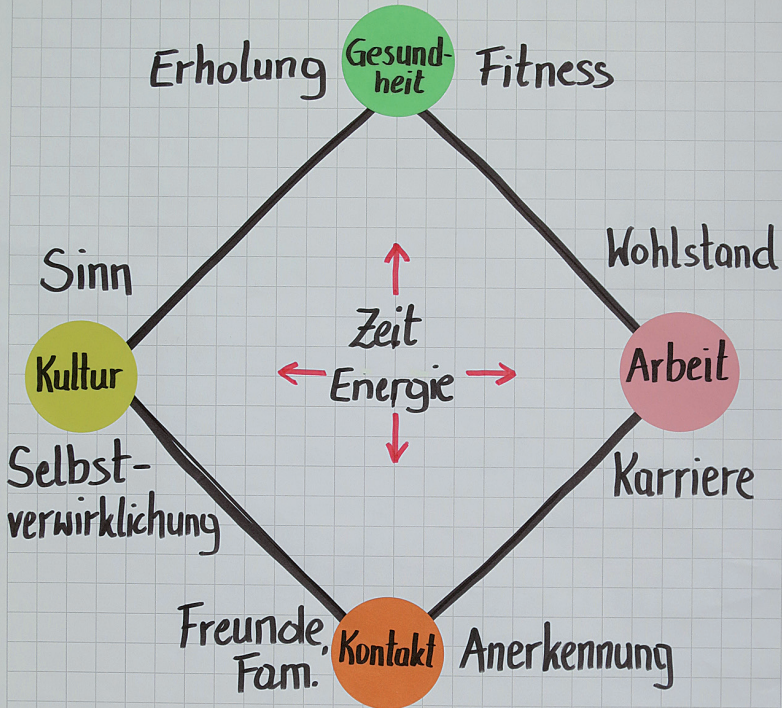 Erholung
Gesund-
heit
Fitness
Sinn
Wohlstand
Zeit
Energie
Kultur
Arbeit
Selbst-
verwirklichung
Karriere
Freunde,
Fam.
Kontakt
Anerkennung